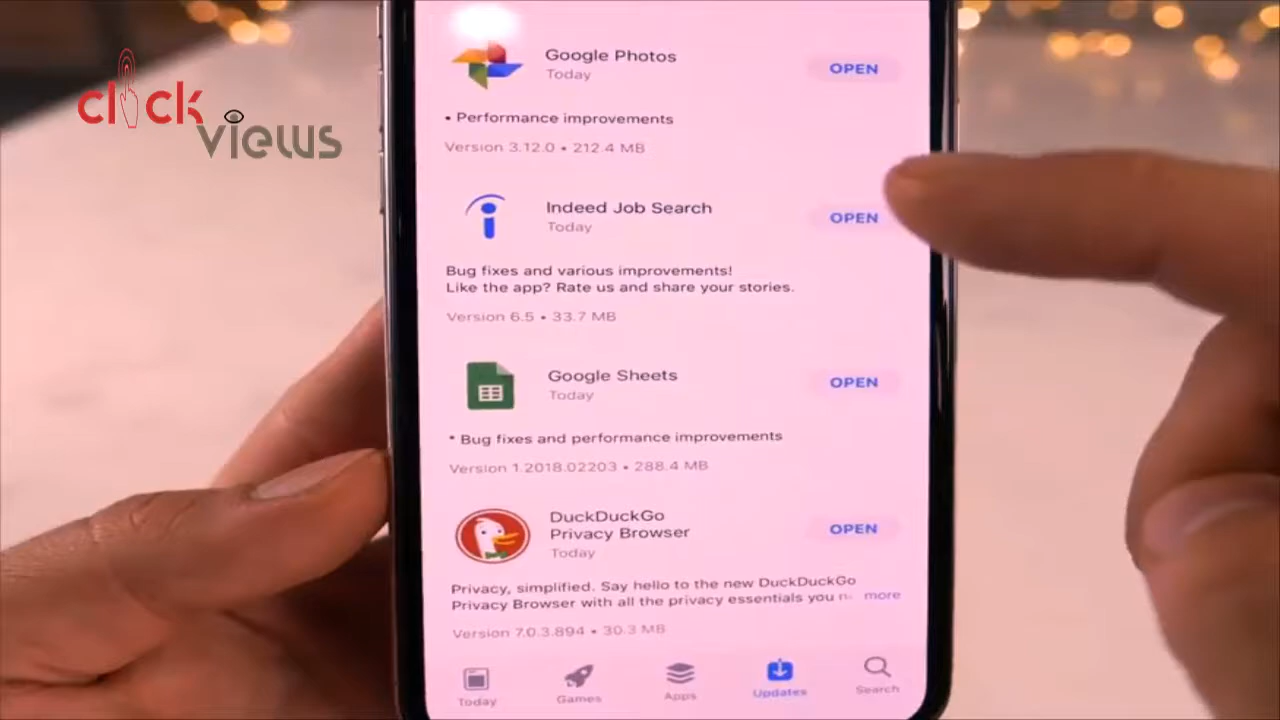 click
views
Google Photos
Today
OPEN
• Performance improvements
Version 3.12.0 • 212.4 MB
Indeed Job Search
Today
OPEN
Bug fixes and various improvements!
Like the app? Rate us and share your stories.
Version 6.5 • 33.7 MB
Google Sheets
Today
OPEN
* Bug fixes and performance improvements
Version 1.2018.02203 • 288.4 MB
DuckDuckGo
Privacy Browser
Today
OPEN
Privacy, simplified. Say hello to the new DuckDuckGo
Privacy Browser with all the privacy essentials you more
Version 7.0.3.894 • 30.3 MB
Today Games Apps Updates Search